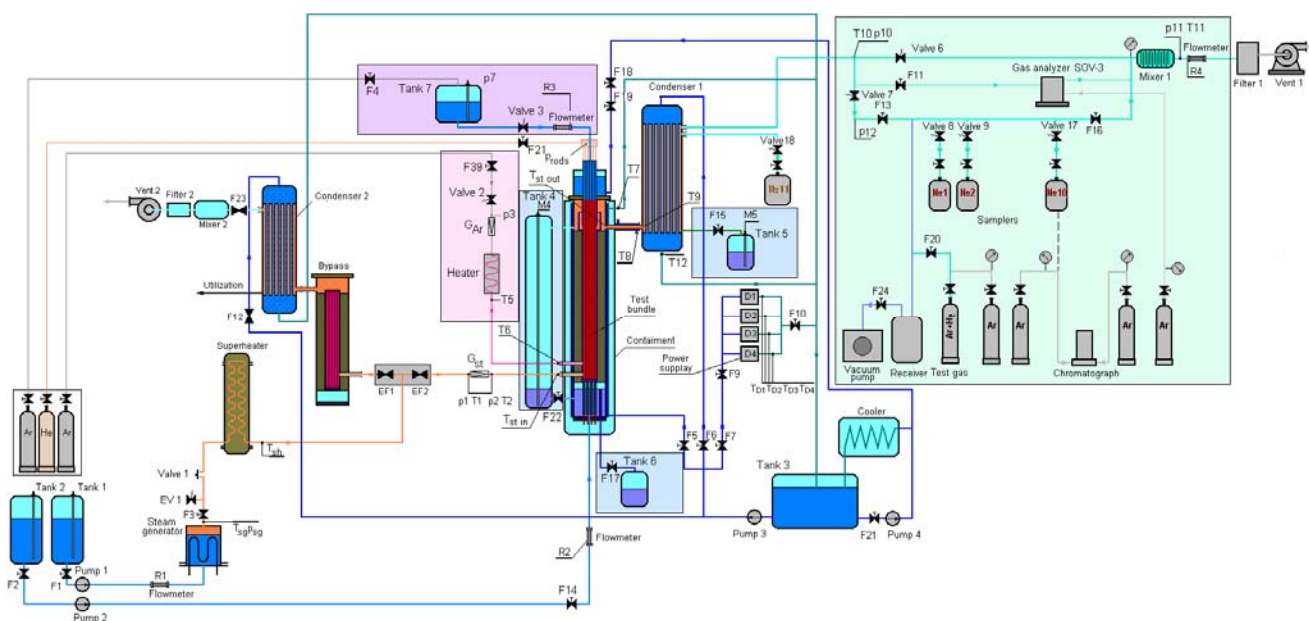 F4
p7
Tank 7
Valve 3
R3
Flowmeter
F18
F19
Condenser 1
T10 p10
Valve 6
p11 T11
Flowmeter
R4
Mixer 1
Filter 1
Vent 1
Gas analyzer SOV-3
F11
Valve 7
F13
p12
F16
Valve 8
Valve 9
Valve 17
Valve18
№1
№2
№10
№11
Samplers
F21
Prods
F39
Valve 2
p3
GAr
Heater
T5
T6
Tst out
T7
Tank 4
M4
T9
T8
T12
F15
M5
Tank 5
Vent 2
Filter 2
F23
Mixer 2
Condenser 2
Bypass
Utilization
F12
Superheater
EF1
EF2
Gst
p1 T1
p2 T2
Tst in
F22
Test
bundle
Containment
Power
supplay
D1
D2
D3
D4
F10
F9
TD1
TD2
TD3
TD4
F20
F24
Vacuum
pump
Receiver
Ar+H2
Test gas
Ar
Ar
Chromatograph
Ar
Ar
Tsh
Ar
He
Ar
Valve 1
EV 1
F3
Tsg
psg
Steam
generator
Tank 2
Tank 1
F2
F1
Pump 1
R1
Flowmeter
Pump 2
F5
F6
F7
Tank 6
F17
Flowmeter
R2
F14
Cooler
Tank 3
Pump 3
F21
Pump 4